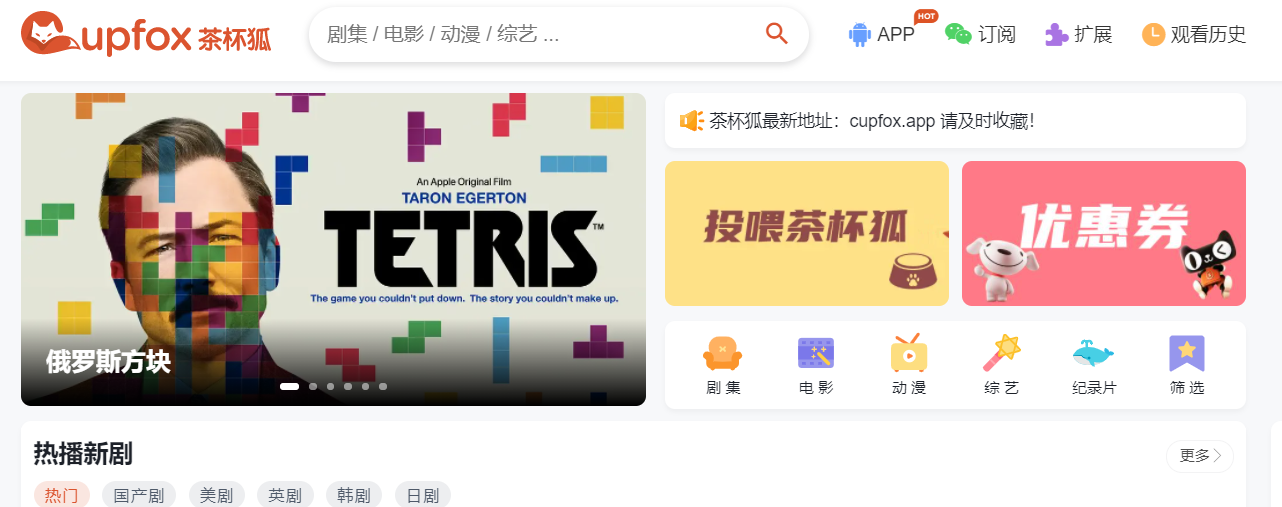 cupfox 茶杯狐
剧集 / 电影 / 动漫 / 综艺 ...
APP
HOT
订阅
扩展
观看历史
An Apple Original Film
TARON EGERTON
TETRIS™
The game you couldn't put down. The story you couldn't make up.
俄罗斯方块
茶杯狐最新地址：cupfox.app 请及时收藏！
投喂茶杯狐
优惠券
剧 集
电 影
动 漫
综 艺
纪录片
筛 选
热播新剧
更多
热门
国产剧
美剧
英剧
韩剧
日剧